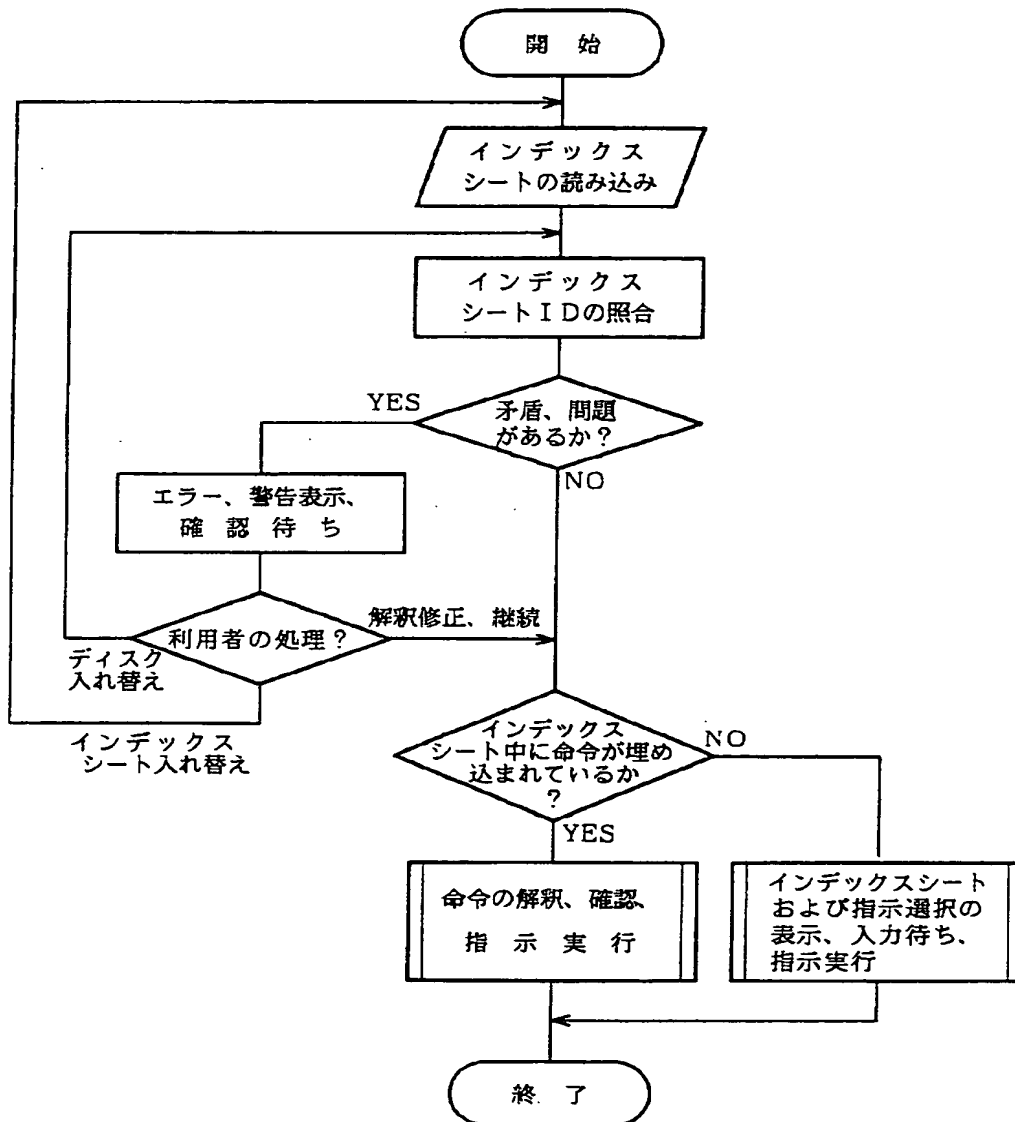 開 始
インデックス
シートの読み込み
インデックス
シートIDの照合
YES
矛盾、問題
があるか？
NO
エラー、警告表示、
確 認 待 ち
利用者の処理？
解釈修正、継続
ディスク
入れ替え
インデックス
シート入れ替え
インデックス
シート中に命令が埋め
込まれているか
？
NO
YES
命令の解釈、確認、
指 示 実 行
インデックスシート
および指示選択の
表示、入力待ち、
指示実行
終 了